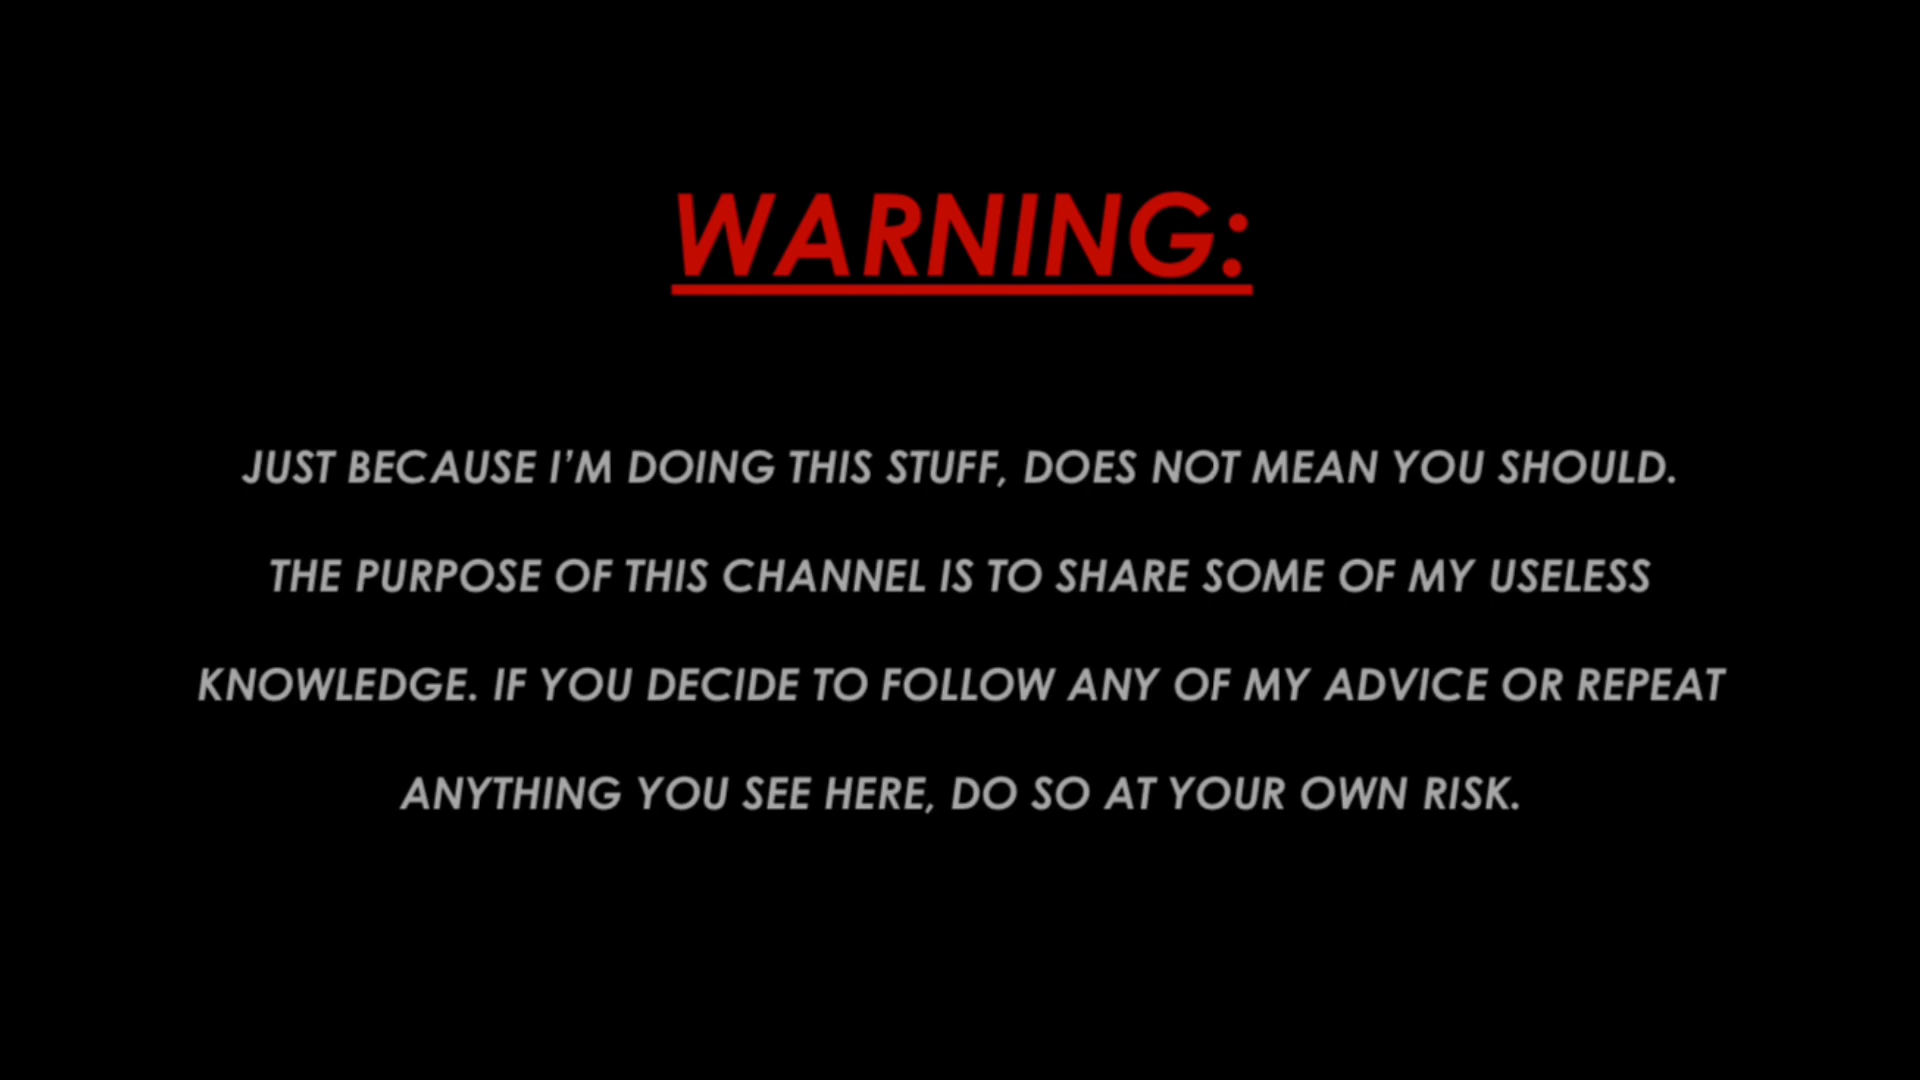 WARNING:
JUST BECAUSE I’M DOING THIS STUFF, DOES NOT MEAN YOU SHOULD.
THE PURPOSE OF THIS CHANNEL IS TO SHARE SOME OF MY USELESS
KNOWLEDGE. IF YOU DECIDE TO FOLLOW ANY OF MY ADVICE OR REPEAT
ANYTHING YOU SEE HERE, DO SO AT YOUR OWN RISK.